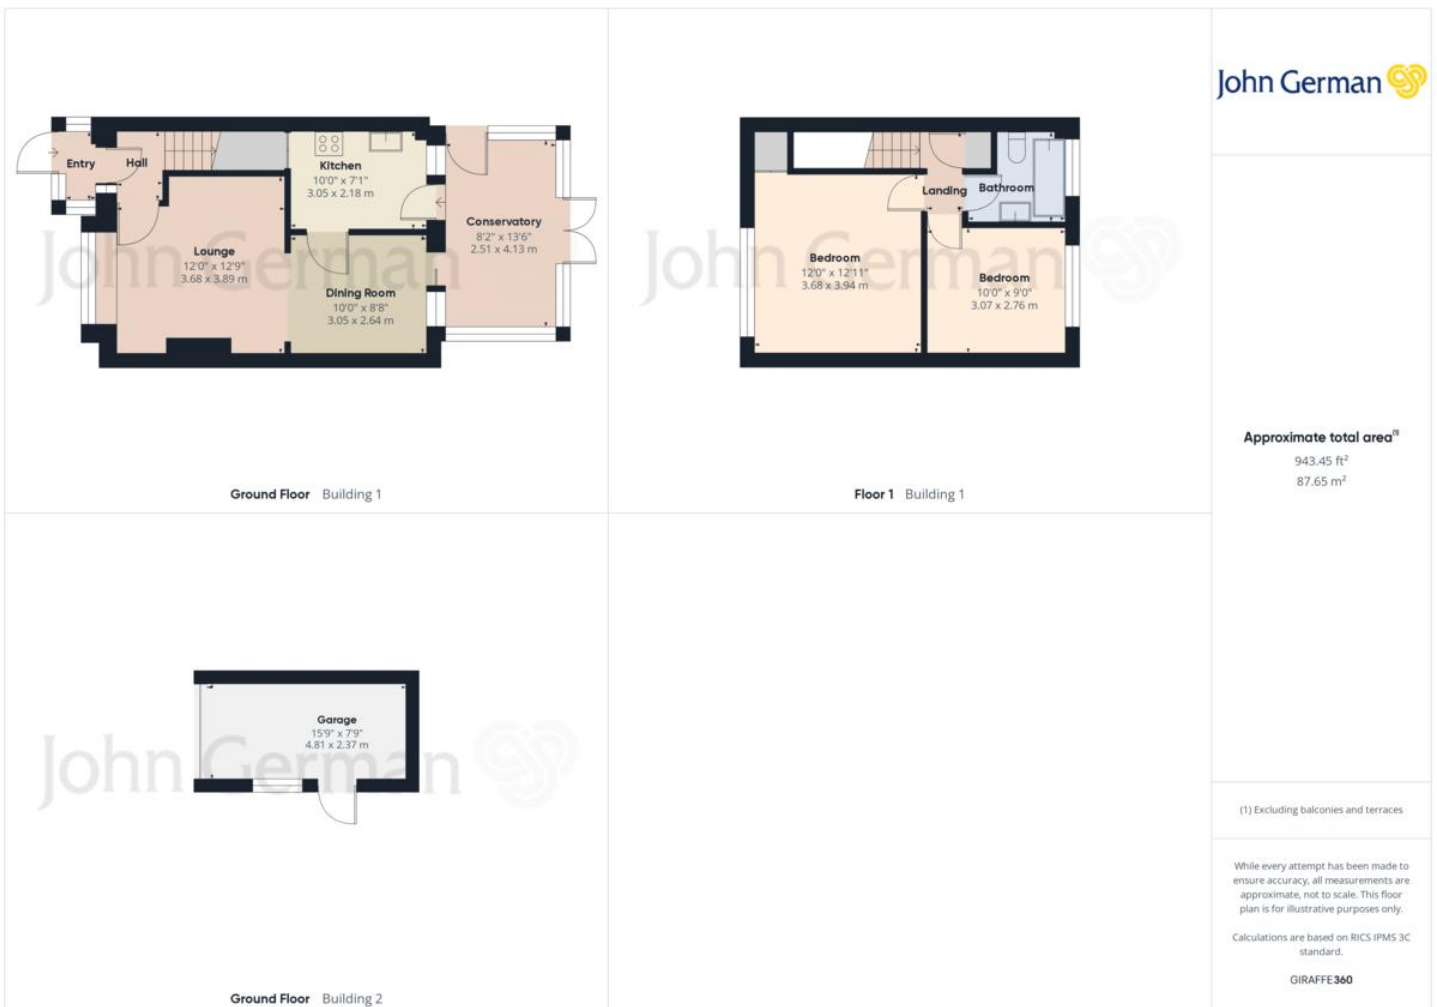 Entry
Hall
Kitchen
10'0" x 7'1"
3.05 x 2.18 m
Conservatory
8'2" x 13'6"
2.51 x 4.13 m
Lounge
12'0" x 12'9"
3.68 x 3.89 m
Dining Room
10'0" x 8'8"
3.05 x 2.64 m
John German
Ground Floor Building 1
Landing
Bathroom
Bedroom
12'0" x 12'11"
3.68 x 3.94 m
Bedroom
10'0" x 9'0"
3.07 x 2.76 m
John German
Floor 1 Building 1
Garage
15'9" x 7'9"
4.81 x 2.37 m
John German
Ground Floor Building 2
John German
Approximate total area(1)
943.45 ft²
87.65 m²
(1) Excluding balconies and terraces
While every attempt has been made to
ensure accuracy, all measurements are
approximate, not to scale. This floor
plan is for illustrative purposes only.
Calculations are based on RICS IPMS 3C
standard.
GIRAFFE360